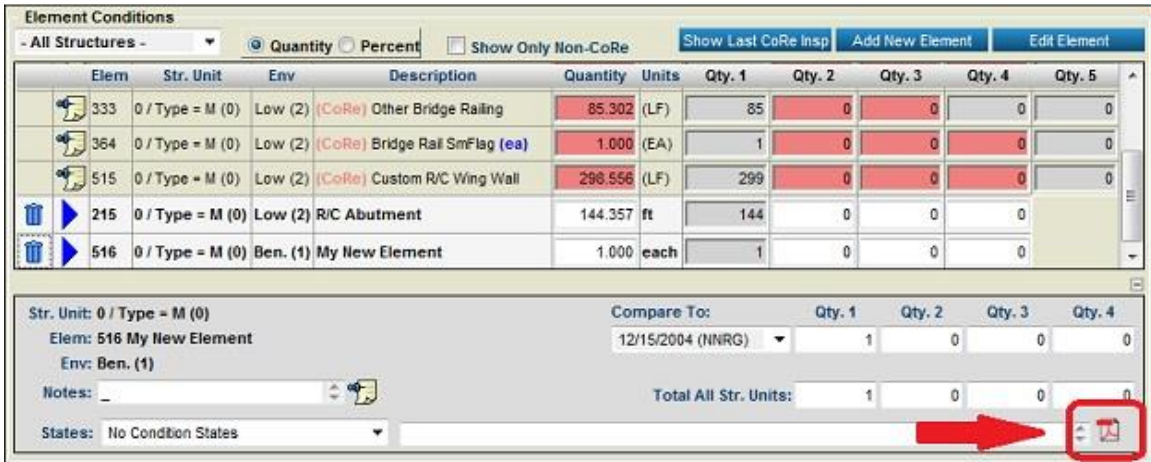 Element Conditions
- All Structures - Quantity Percent Show Only Non-CoRe Show Last CoRe Insp Add New Element Edit Element
Elem Str. Unit Env Description Quantity Units Qty. 1 Qty. 2 Qty. 3 Qty. 4 Qty. 5
333 0 / Type = M (0) Low (2) (CoRe) Other Bridge Railing 85.302 (LF) 85 0 0 0 0
364 0 / Type = M (0) Low (2) (CoRe) Bridge Rail SmFlag (ea) 1.000 (EA) 1 0 0 0 0
515 0 / Type = M (0) Low (2) (CoRe) Custom R/C Wing Wall 298.556 (LF) 299 0 0 0 0
215 0 / Type = M (0) Low (2) R/C Abutment 144.357 ft 144 0 0 0
516 0 / Type = M (0) Ben. (1) My New Element 1.000 each 1 0 0 0
Str. Unit: 0 / Type = M (0) Compare To: Qty. 1 Qty. 2 Qty. 3 Qty. 4
Elem: 516 My New Element 12/15/2004 (NNRG) 1 0 0 0
Env: Ben. (1)
Notes: _ Total All Str. Units: 1 0 0 0
States: No Condition States